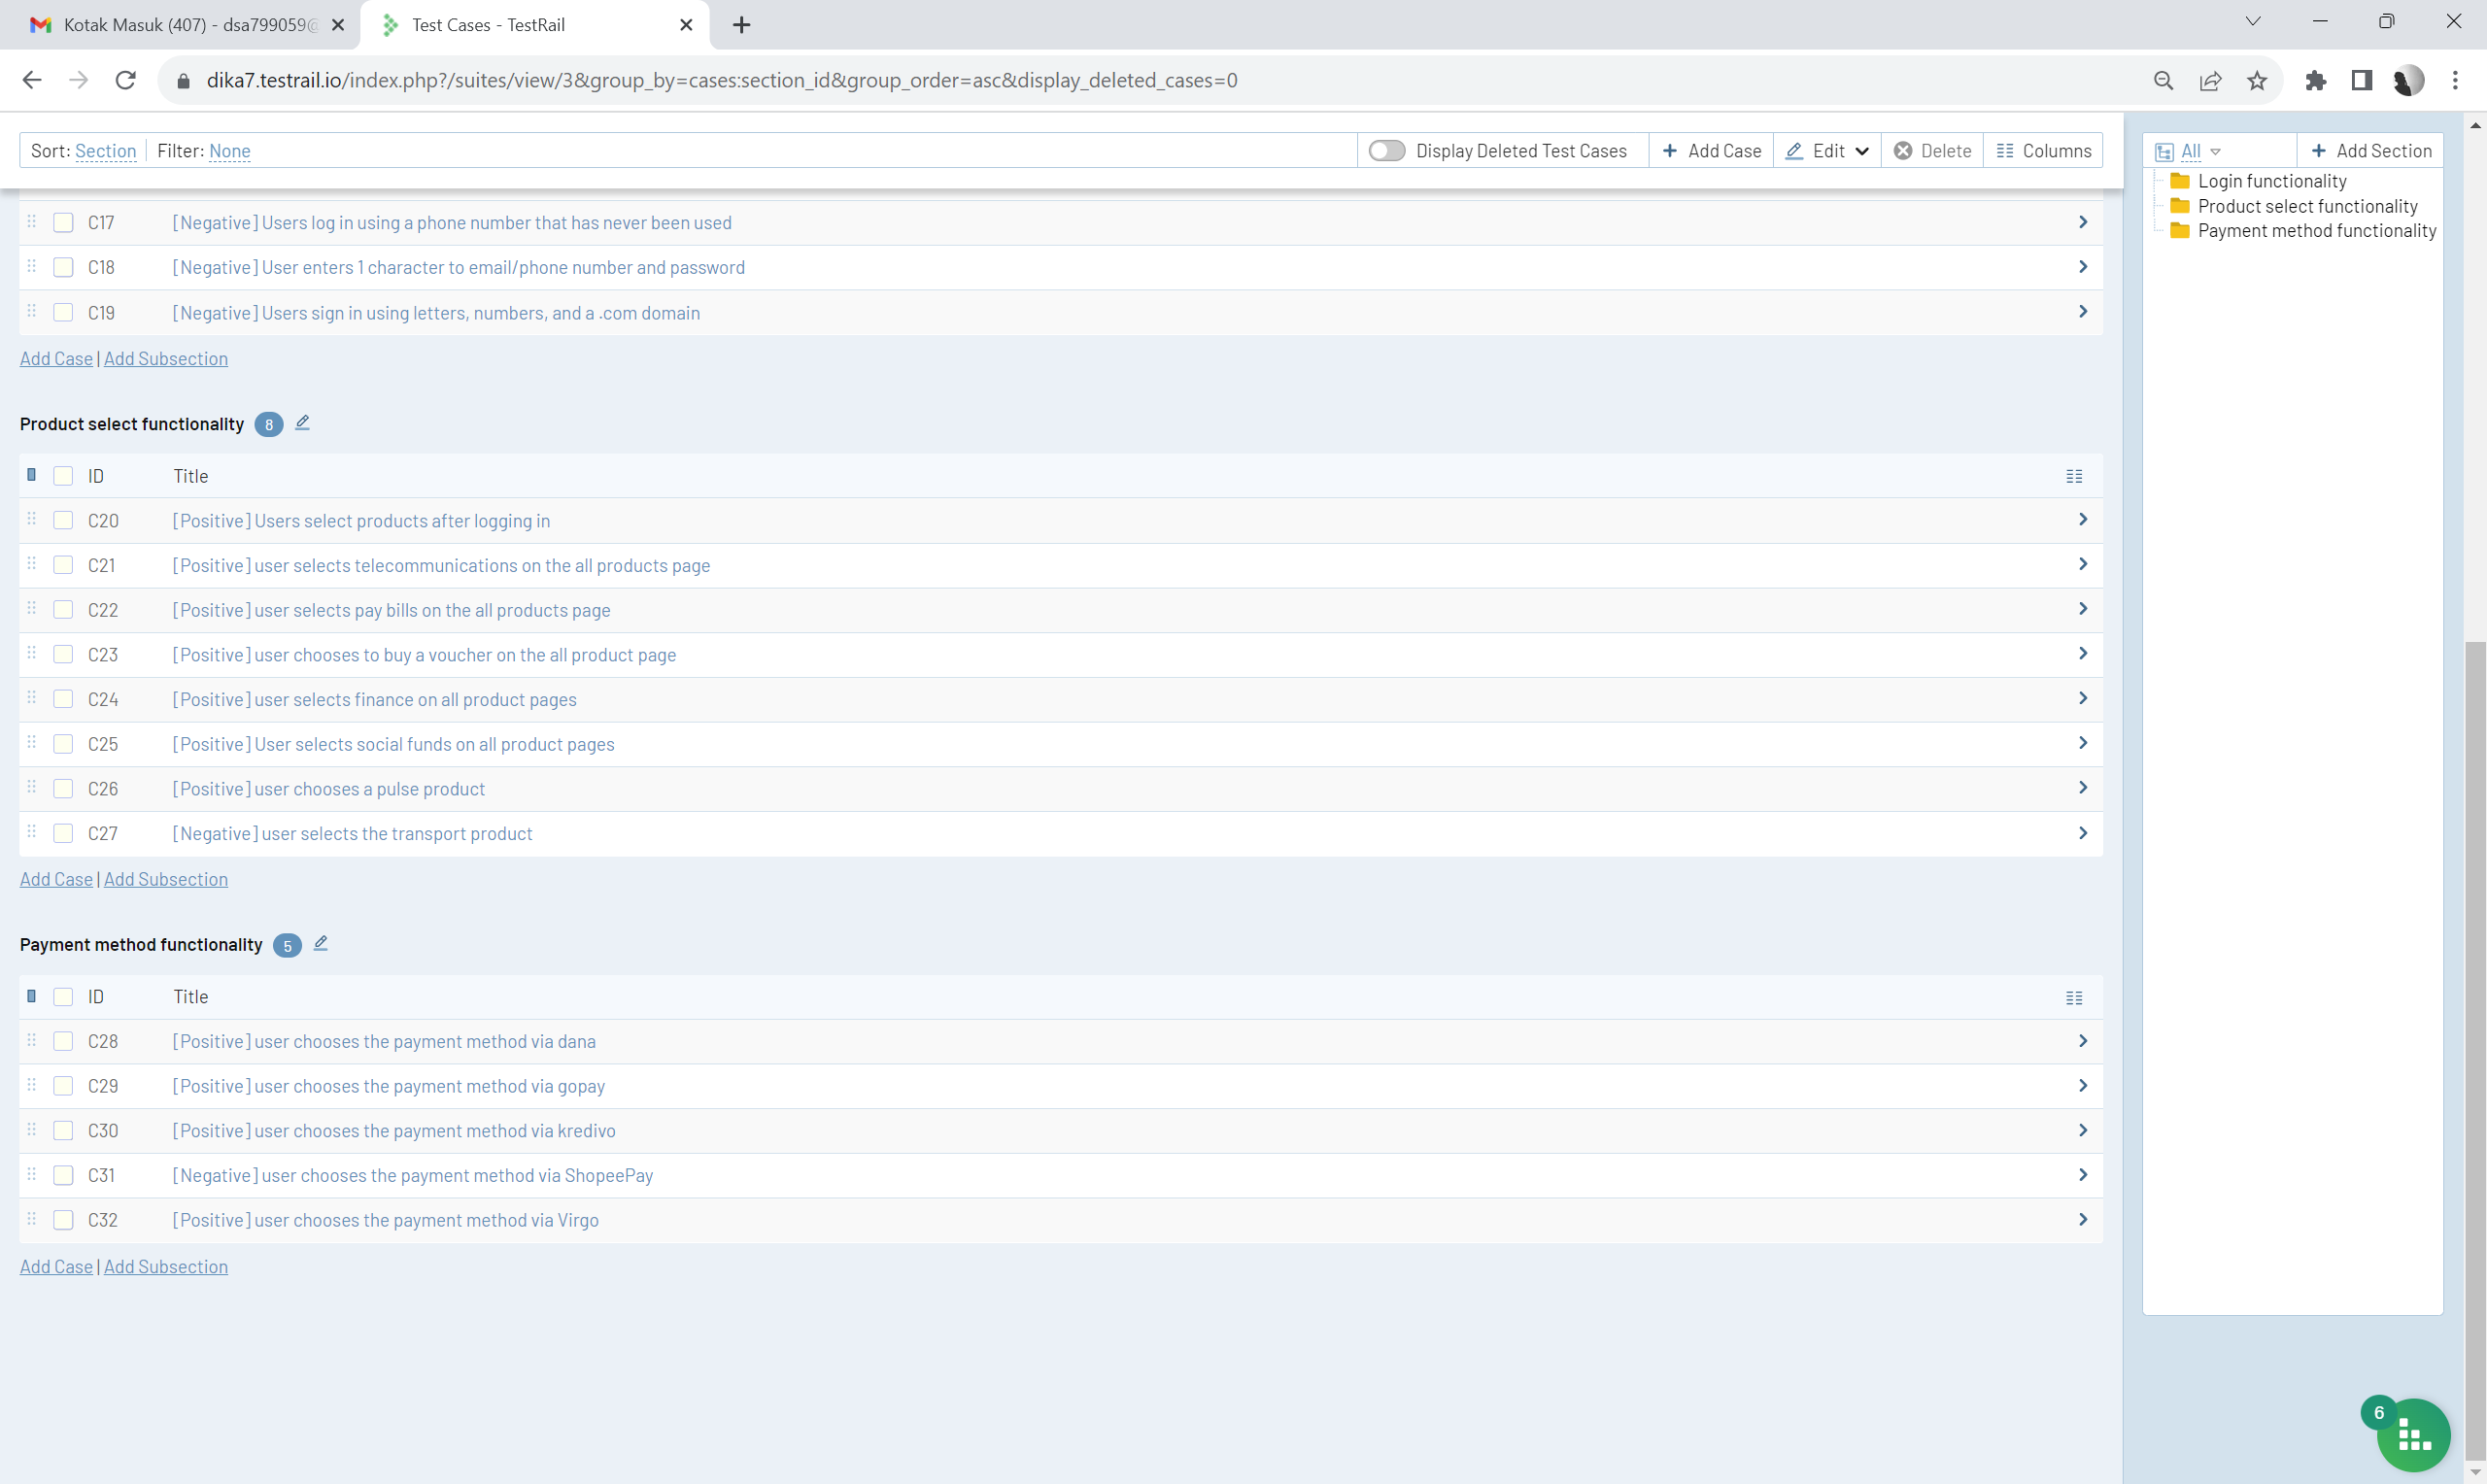 Kotak Masuk (407) - dsa799059@
Test Cases - TestRail
dika7.testrail.io/index.php?/suites/view/3&group_by=cases:section_id&group_order=asc&display_deleted_cases=0
Sort: Section Filter: None
Display Deleted Test Cases
Add Case
Edit
Delete
Columns
All
Add Section
Login functionality
Product select functionality
Payment method functionality
C17 [Negative] Users log in using a phone number that has never been used
C18 [Negative] User enters 1 character to email/phone number and password
C19 [Negative] Users sign in using letters, numbers, and a .com domain
Add Case | Add Subsection
Product select functionality 8
ID Title
C20 [Positive] Users select products after logging in
C21 [Positive] user selects telecommunications on the all products page
C22 [Positive] user selects pay bills on the all products page
C23 [Positive] user chooses to buy a voucher on the all product page
C24 [Positive] user selects finance on all product pages
C25 [Positive] User selects social funds on all product pages
C26 [Positive] user chooses a pulse product
C27 [Negative] user selects the transport product
Add Case | Add Subsection
Payment method functionality 5
ID Title
C28 [Positive] user chooses the payment method via dana
C29 [Positive] user chooses the payment method via gopay
C30 [Positive] user chooses the payment method via kredivo
C31 [Negative] user chooses the payment method via ShopeePay
C32 [Positive] user chooses the payment method via Virgo
Add Case | Add Subsection
6